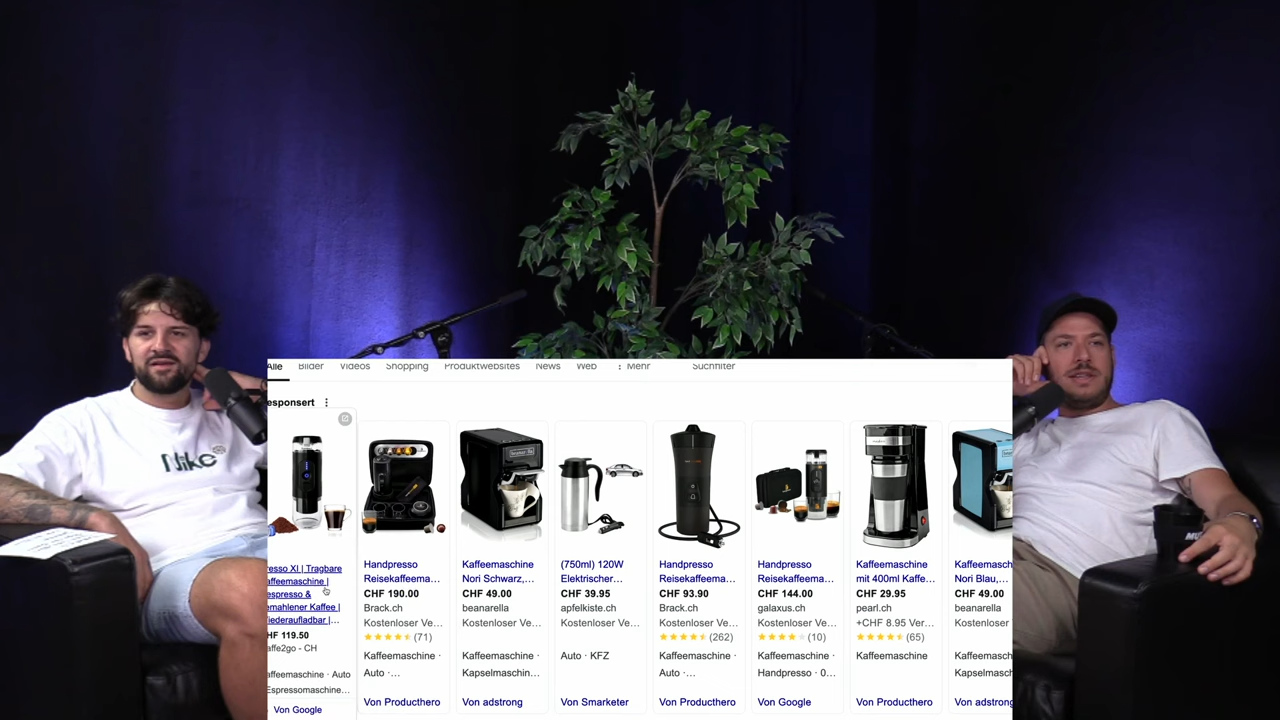 Alle Bilder Videos Shopping Produktwebsites News Web Mehr Suchfilter
esponsert
resso XI | Tragbare
affeemaschine |
espresso &
emahlener Kaffee |
iederaufladbar |...
HF 119.50
affe2go - CH
affeemaschine · Auto
Espressomaschine...
Von Google
Handpresso
Reisekaffeema...
CHF 190.00
Brack.ch
Kostenloser Ve...
(71)
Kaffeemaschine ·
Auto ·...
Von Producthero
Kaffeemaschine
Nori Schwarz,...
CHF 49.00
beanarella
Kostenloser Ve...
Kaffeemaschine ·
Kapselmaschin...
Von adstrong
(750ml) 120W
Elektrischer...
CHF 39.95
apfelkiste.ch
Kostenloser Ve...
Auto · KFZ
Von Smarketer
Handpresso
Reisekaffeema...
CHF 93.90
Brack.ch
Kostenloser Ve...
(262)
Kaffeemaschine ·
Auto ·...
Von Producthero
Handpresso
Reisekaffeema...
CHF 144.00
galaxus.ch
Kostenloser Ve...
(10)
Kaffeemaschine ·
Handpresso · 0...
Von Google
Kaffeemaschine
mit 400ml Kaffe...
CHF 29.95
pearl.ch
+CHF 8.95 Ver...
(65)
Kaffeemaschine
Von Producthero
Kaffeemasch
Nori Blau,...
CHF 49.00
beanarella
Kostenloser
Kaffeemasch
Kapselmasc
Von adstrong